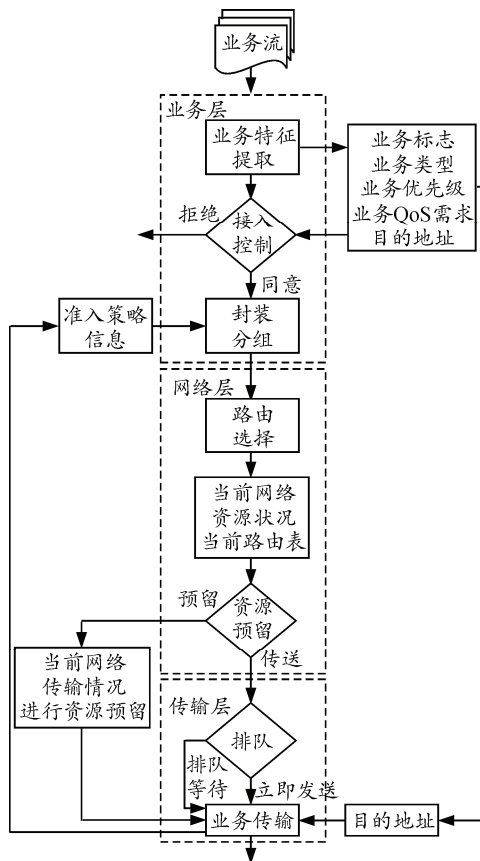 业务流
业务层
业务特征
提取
业务标志
业务类型
业务优先级
业务QoS需求
目的地址
拒绝
接入
控制
同意
准入策略
信息
封装
分组
网络层
路由
选择
当前网络
资源状况
当前路由表
预留
资源
预留
传送
当前网络
传输情况
进行资源预留
传输层
排队
排队
等待
立即发送
业务传输
目的地址